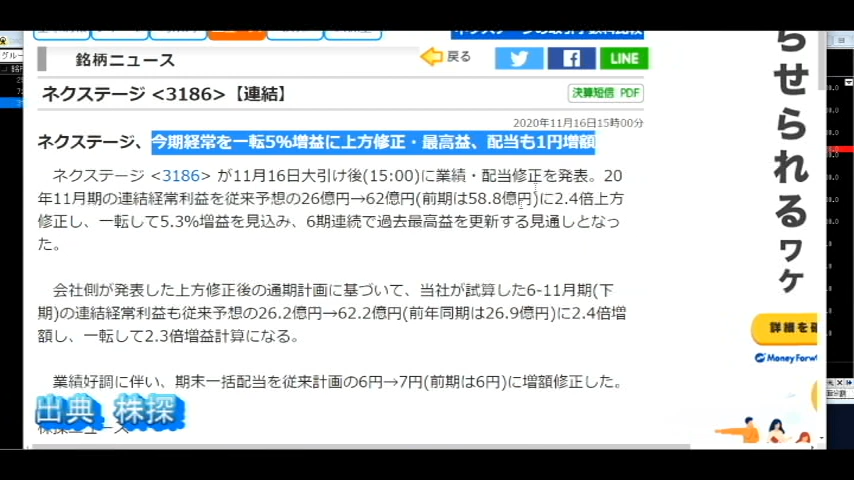 銘柄ニュース
戻る
LINE
ネクステージ <3186>【連結】
決算短信 PDF
2020年11月16日15時00分
ネクステージ、今期経常を一転5%増益に上方修正・最高益、配当も1円増額
ネクステージ <3186> が11月16日大引け後(15:00)に業績・配当修正を発表。20
年11月期の連結経常利益を従来予想の26億円→62億円(前期は58.8億円)に2.4倍上方
修正し、一転して5.3%増益を見込み、6期連続で過去最高益を更新する見通しとなっ
た。
会社側が発表した上方修正後の通期計画に基づいて、当社が試算した6-11月期(下
期)の連結経常利益も従来予想の26.2億円→62.2億円(前年同期は26.9億円)に2.4倍増
額し、一転して2.3倍増益計算になる。
業績好調に伴い、期末一括配当を従来計画の6円→7円(前期は6円)に増額修正した。
株探ニュース
出典 株探
らせられるワケ
詳細を
Money Forw